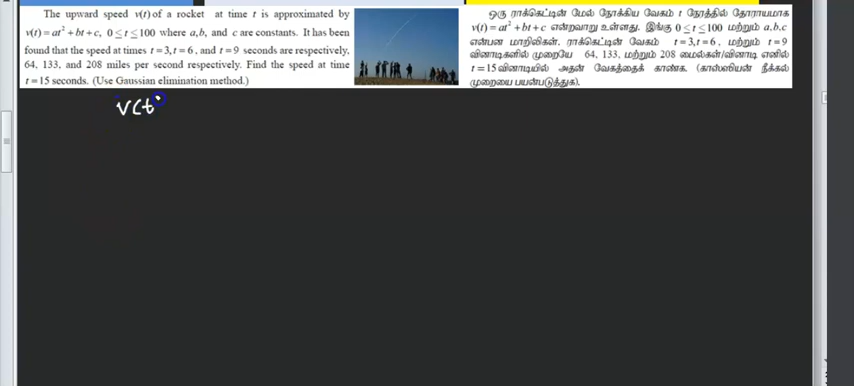 The upward speed v(t) of a rocket at time t is approximated by
v(t) = at² + bt + c, 0 ≤ t ≤ 100 where a,b, and c are constants. It has been
found that the speed at times t = 3, t = 6, and t = 9 seconds are respectively,
64, 133, and 208 miles per second respectively. Find the speed at time
t = 15 seconds. (Use Gaussian elimination method.)
ஒரு ராக்கெட்டின் மேல் நோக்கிய வேகம் t நேரத்தில் தோராயமாக
v(t) = at² + bt + c என்றவாறு உள்ளது. இங்கு 0 ≤ t ≤ 100 மற்றும் a,b,c
என்பன மாறிலிகள். ராக்கெட்டின் வேகம் t = 3, t = 6, மற்றும் t = 9
வினாடிகளில் முறையே 64, 133, மற்றும் 208 மைல்கள்/வினாடி எனில்
t = 15 வினாடியில் அதன் வேகத்தைக் காண்க. (காஸ்ஸியன் நீக்கல்
முறையை பயன்படுத்துக).
v(t